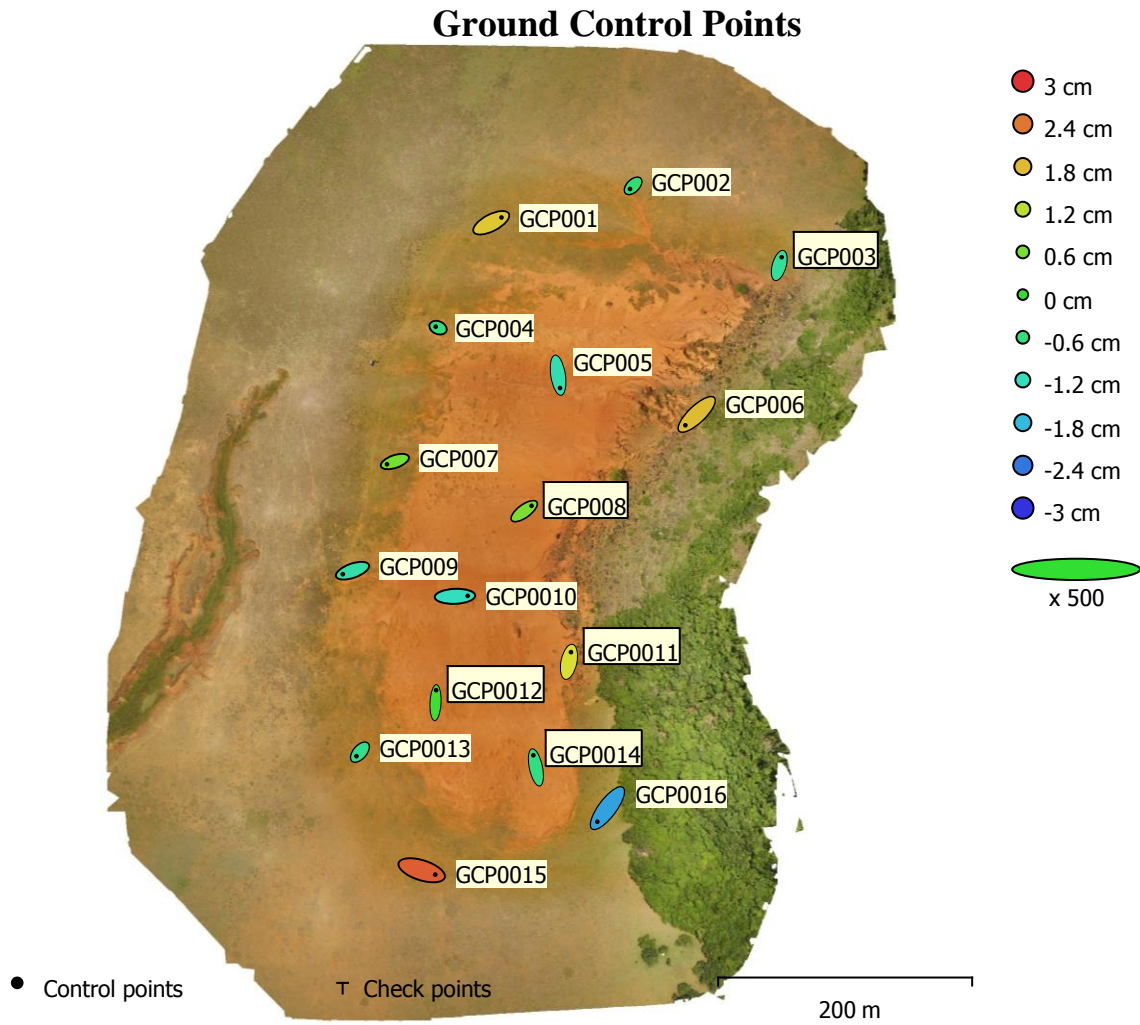 Ground Control Points
3 cm
2.4 cm
1.8 cm
1.2 cm
0.6 cm
0 cm
-0.6 cm
-1.2 cm
-1.8 cm
-2.4 cm
-3 cm
x 500
GCP002
GCP001
GCP003
GCP004
GCP005
GCP006
GCP007
GCP008
GCP009
GCP0010
GCP0011
GCP0012
GCP0013
GCP0014
GCP0016
GCP0015
Control points
Check points
200 m